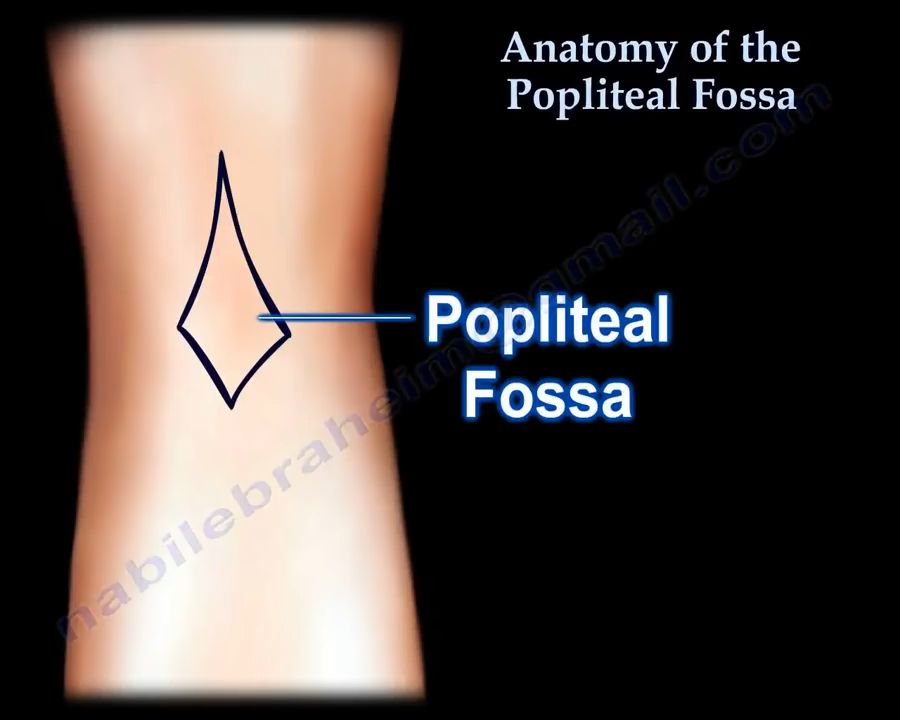 Anatomy of the
Popliteal Fossa
Popliteal
Fossa
nabilebraheim@gmail.com